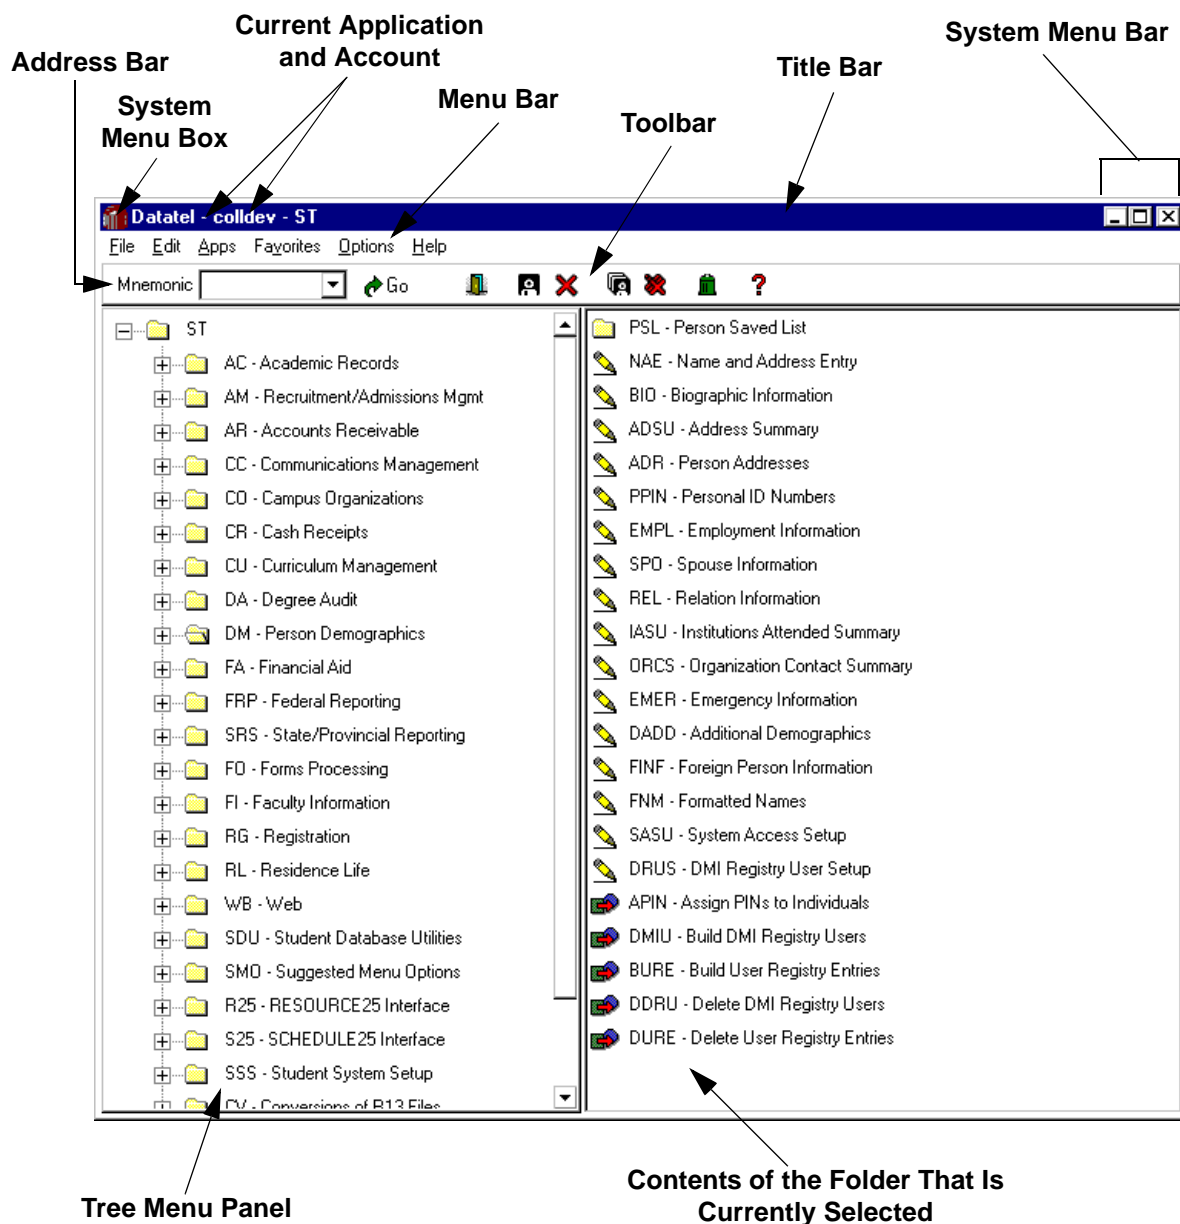 Current Application
and Account
System Menu Bar
Address Bar
Title Bar
System
Menu Box
Menu Bar
Toolbar
Datatel - colldev - ST
File Edit Apps Favorites Options Help
Mnemonic Go
ST
AC - Academic Records
AM - Recruitment/Admissions Mgmt
AR - Accounts Receivable
CC - Communications Management
CO - Campus Organizations
CR - Cash Receipts
CU - Curriculum Management
DA - Degree Audit
DM - Person Demographics
FA - Financial Aid
FRP - Federal Reporting
SRS - State/Provincial Reporting
FO - Forms Processing
FI - Faculty Information
RG - Registration
RL - Residence Life
WB - Web
SDU - Student Database Utilities
SMO - Suggested Menu Options
R25 - RESOURCE25 Interface
S25 - SCHEDULE25 Interface
SSS - Student System Setup
CV - Conversions of R13 Files
PSL - Person Saved List
NAE - Name and Address Entry
BIO - Biographic Information
ADSU - Address Summary
ADR - Person Addresses
PPIN - Personal ID Numbers
EMPL - Employment Information
SPO - Spouse Information
REL - Relation Information
IASU - Institutions Attended Summary
ORCS - Organization Contact Summary
EMER - Emergency Information
DADD - Additional Demographics
FINF - Foreign Person Information
FNM - Formatted Names
SASU - System Access Setup
DRUS - DMI Registry User Setup
APIN - Assign PINs to Individuals
DMIU - Build DMI Registry Users
BURE - Build User Registry Entries
DDRU - Delete DMI Registry Users
DURE - Delete User Registry Entries
Tree Menu Panel
Contents of the Folder That Is
Currently Selected